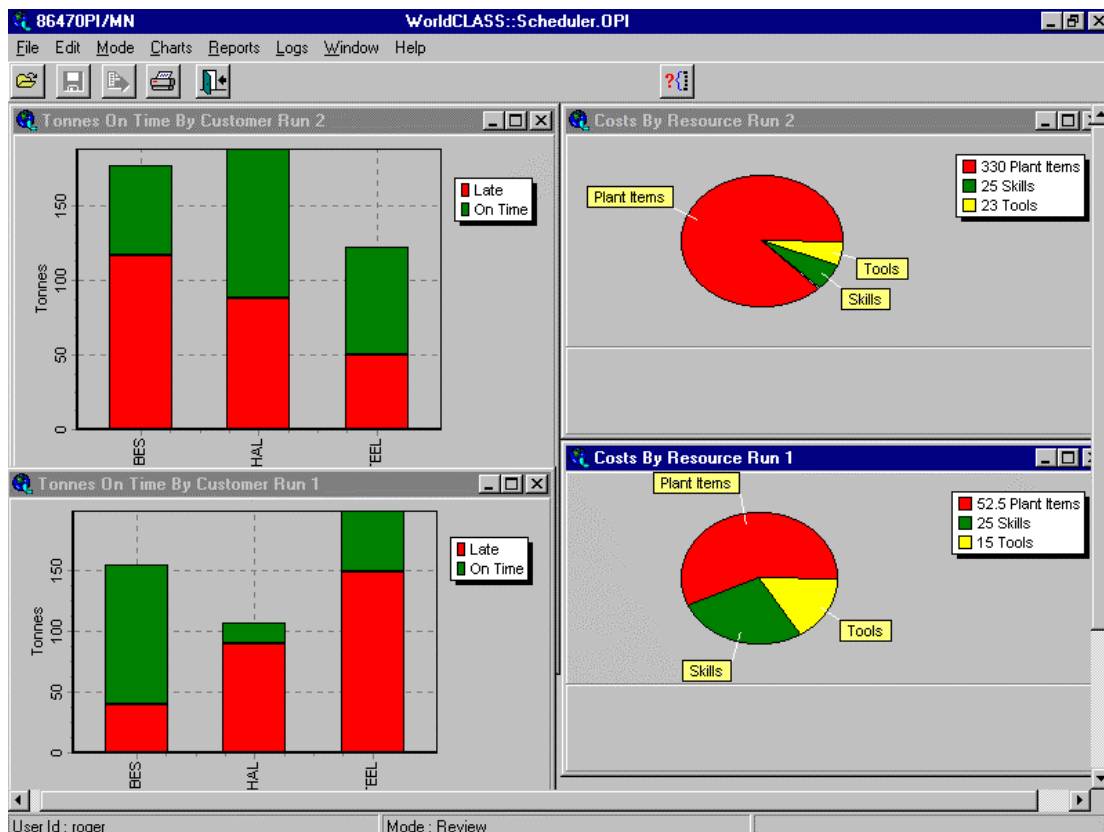 86470PI/MN WorldCLASS::Scheduler.OPI
File Edit Mode Charts Reports Logs Window Help
?{
Tonnes On Time By Customer Run 2
Tonnes
150
100
50
0
BES
HAL
TEEL
Late
On Time
Costs By Resource Run 2
Plant Items
Tools
Skills
330 Plant Items
25 Skills
23 Tools
Tonnes On Time By Customer Run 1
Tonnes
150
100
50
0
BES
HAL
TEEL
Late
On Time
Costs By Resource Run 1
Plant Items
Tools
Skills
52.5 Plant Items
25 Skills
15 Tools
User Id : roger Mode : Review